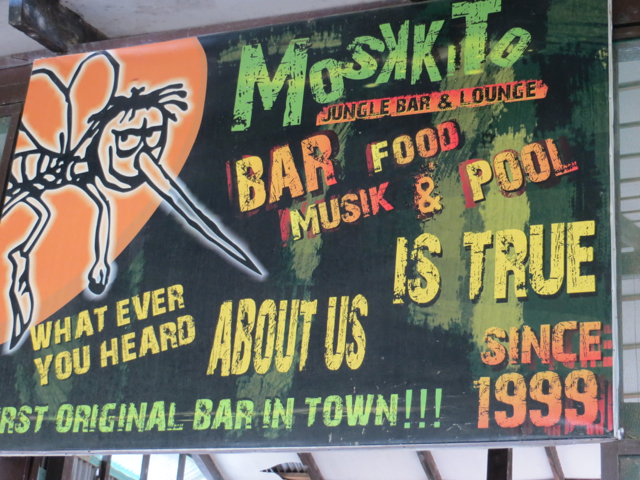 MosKKiTo
JUNGLE BAR & LOUNGE
BAR FOOD
MUSIK & POOL
WHAT EVER
YOU HEARD
ABOUT US
IS TRUE
SINCE
1999
RST ORIGINAL BAR IN TOWN!!!